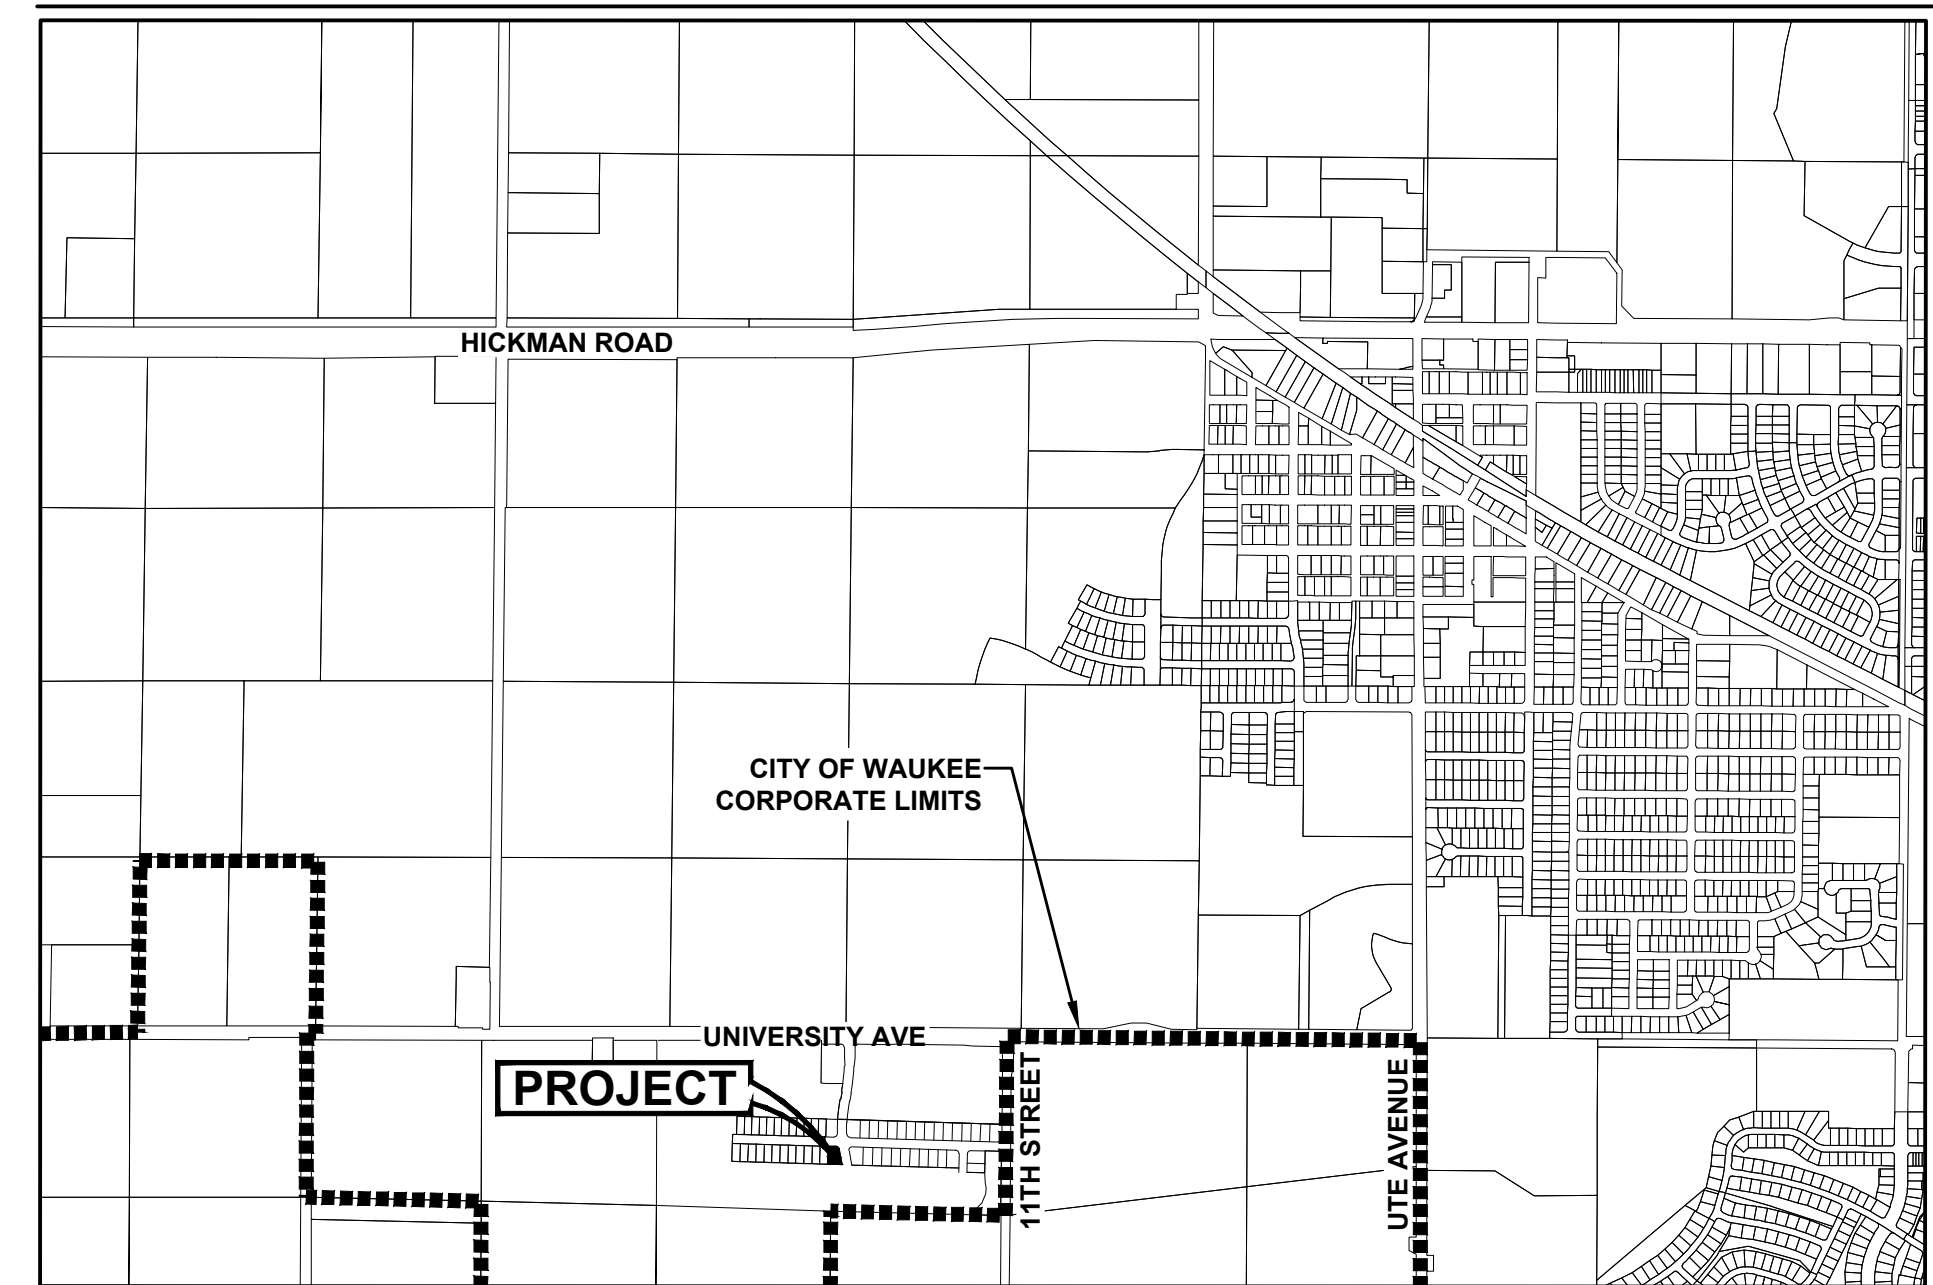 HICKMAN ROAD
CITY OF WAUKEE
CORPORATE LIMITS
UNIVERSITY AVE
PROJECT
11TH STREET
UTE AVENUE